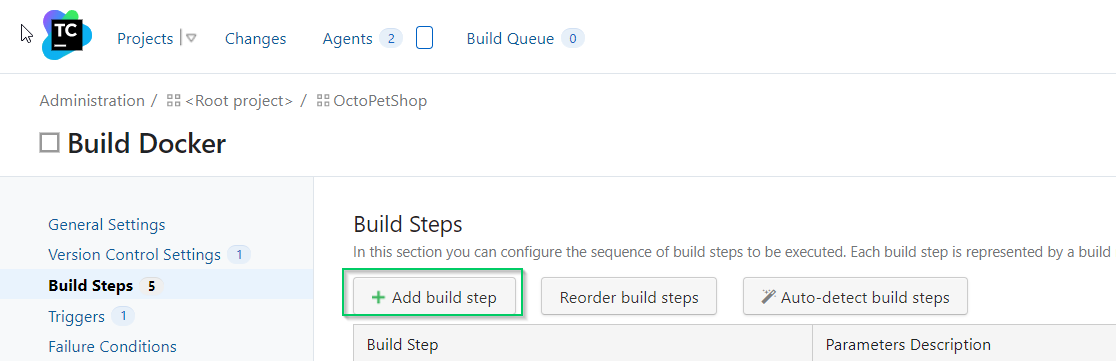 TC
Projects Changes Agents 2 Build Queue 0
Administration / <Root project> / OctoPetShop
Build Docker
General Settings
Version Control Settings 1
Build Steps 5
Triggers 1
Failure Conditions
Build Steps
In this section you can configure the sequence of build steps to be executed. Each build step is represented by a build
+ Add build step Reorder build steps Auto-detect build steps
Build Step Parameters Description